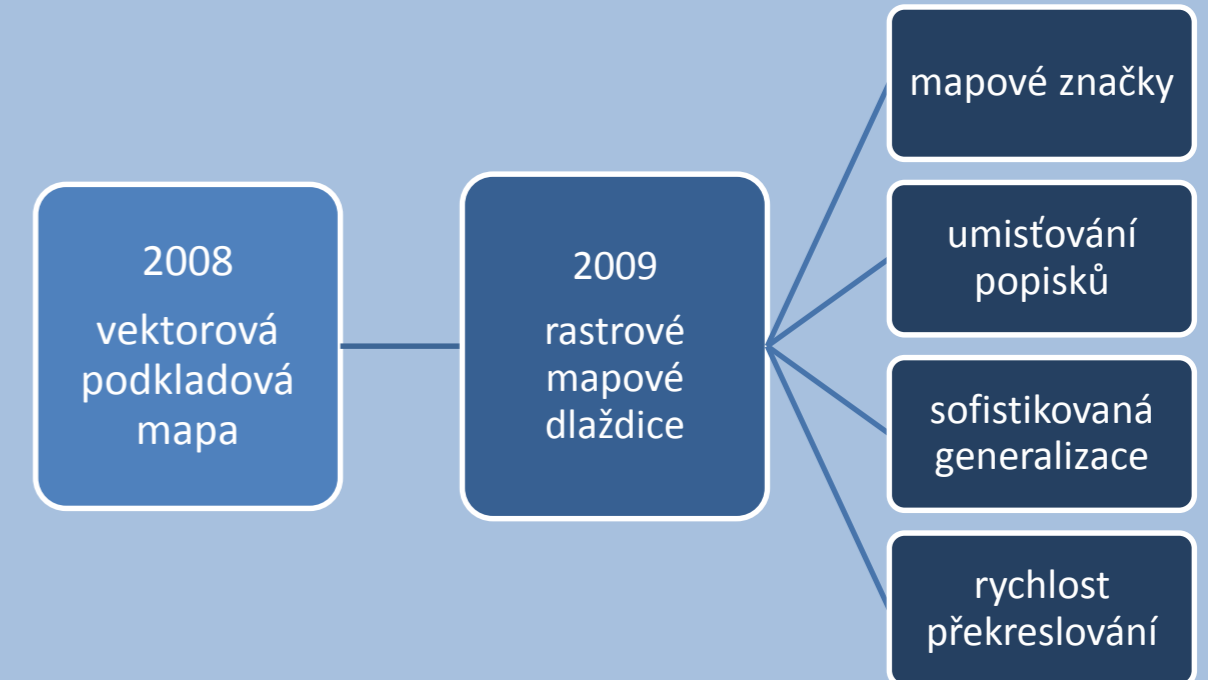 2008
vektorová
podkladová
mapa
2009
rastrové
mapové
dlaždice
mapové značky
umisťování
popisků
sofistikovaná
generalizace
rychlost
překreslování